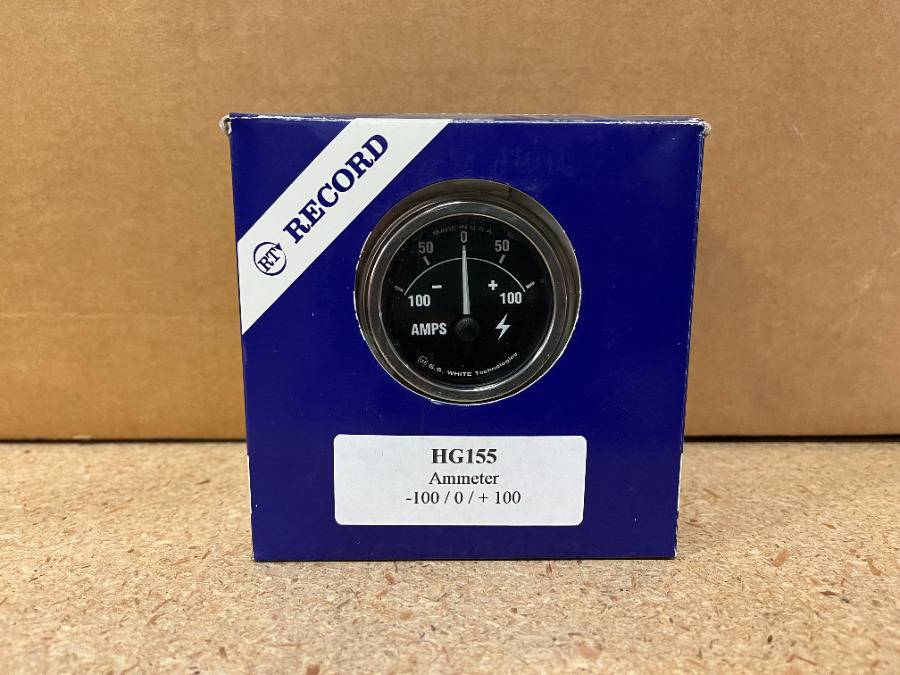 RT RECORD
MADE IN U.S.A.
50 0 50
100 - + 100
AMPS
S.S. WHITE Technologies
HG155
Ammeter
-100 / 0 / + 100